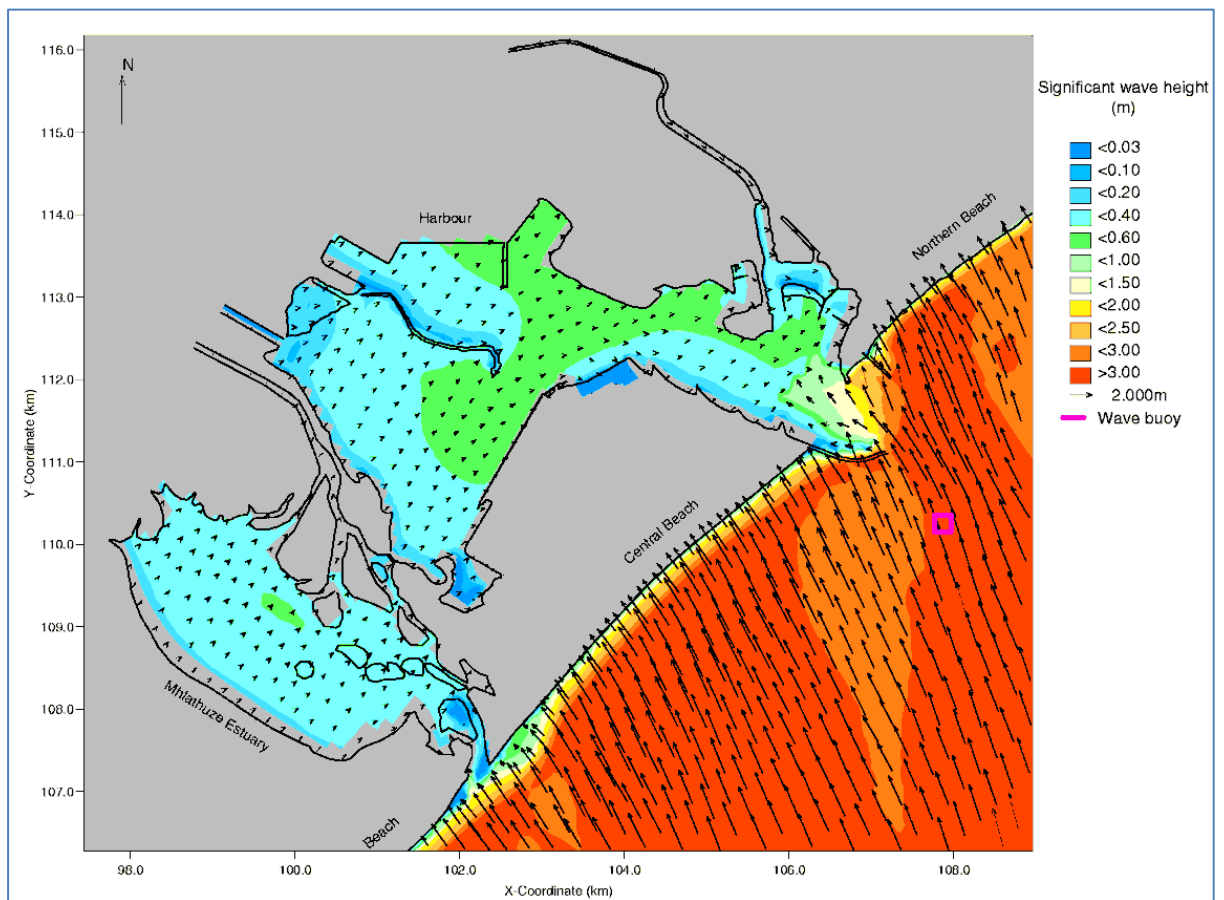 116.0
115.0
114.0
113.0
112.0
111.0
110.0
109.0
108.0
107.0
Y-Coordinate (km)
N
Harbour
Northern Beach
Central Beach
Mhlathuze Estuary
Beach
98.0 100.0 102.0 104.0 106.0 108.0
X-Coordinate (km)
Significant wave height
(m)
<0.03
<0.10
<0.20
<0.40
<0.60
<1.00
<1.50
<2.00
<2.50
<3.00
>3.00
2.000m
Wave buoy